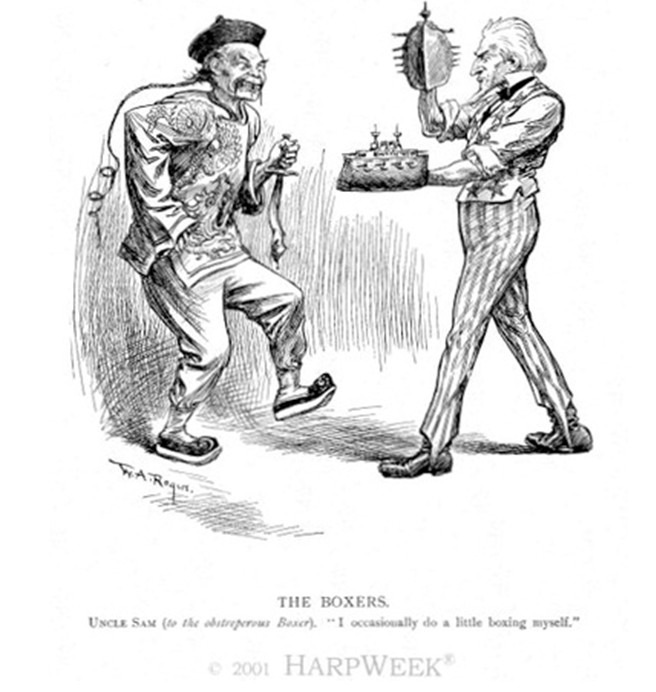 W.A. Rogers.
THE BOXERS.
UNCLE SAM (to the obstreperous Boxer). "I occasionally do a little boxing myself."
© 2001 HARPWEEK®